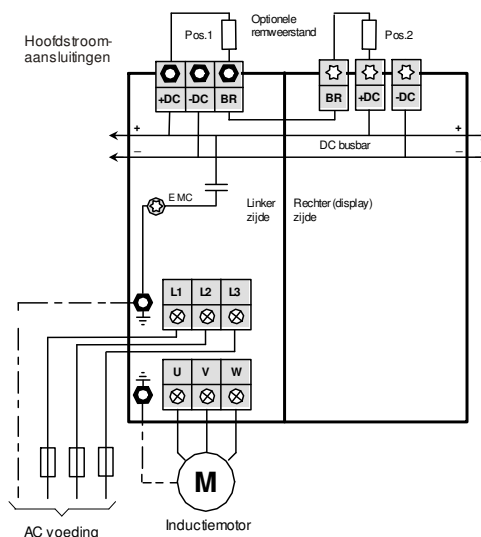 Hoofdstroom-
aansluitingen
Pos.1
Optionele
remweerstand
Pos.2
+DC -DC BR
BR +DC -DC
+ +
DC busbar
– –
EMC
Linker
zijde
Rechter (display)
zijde
L1 L2 L3
U V W
M
AC voeding
Inductiemotor